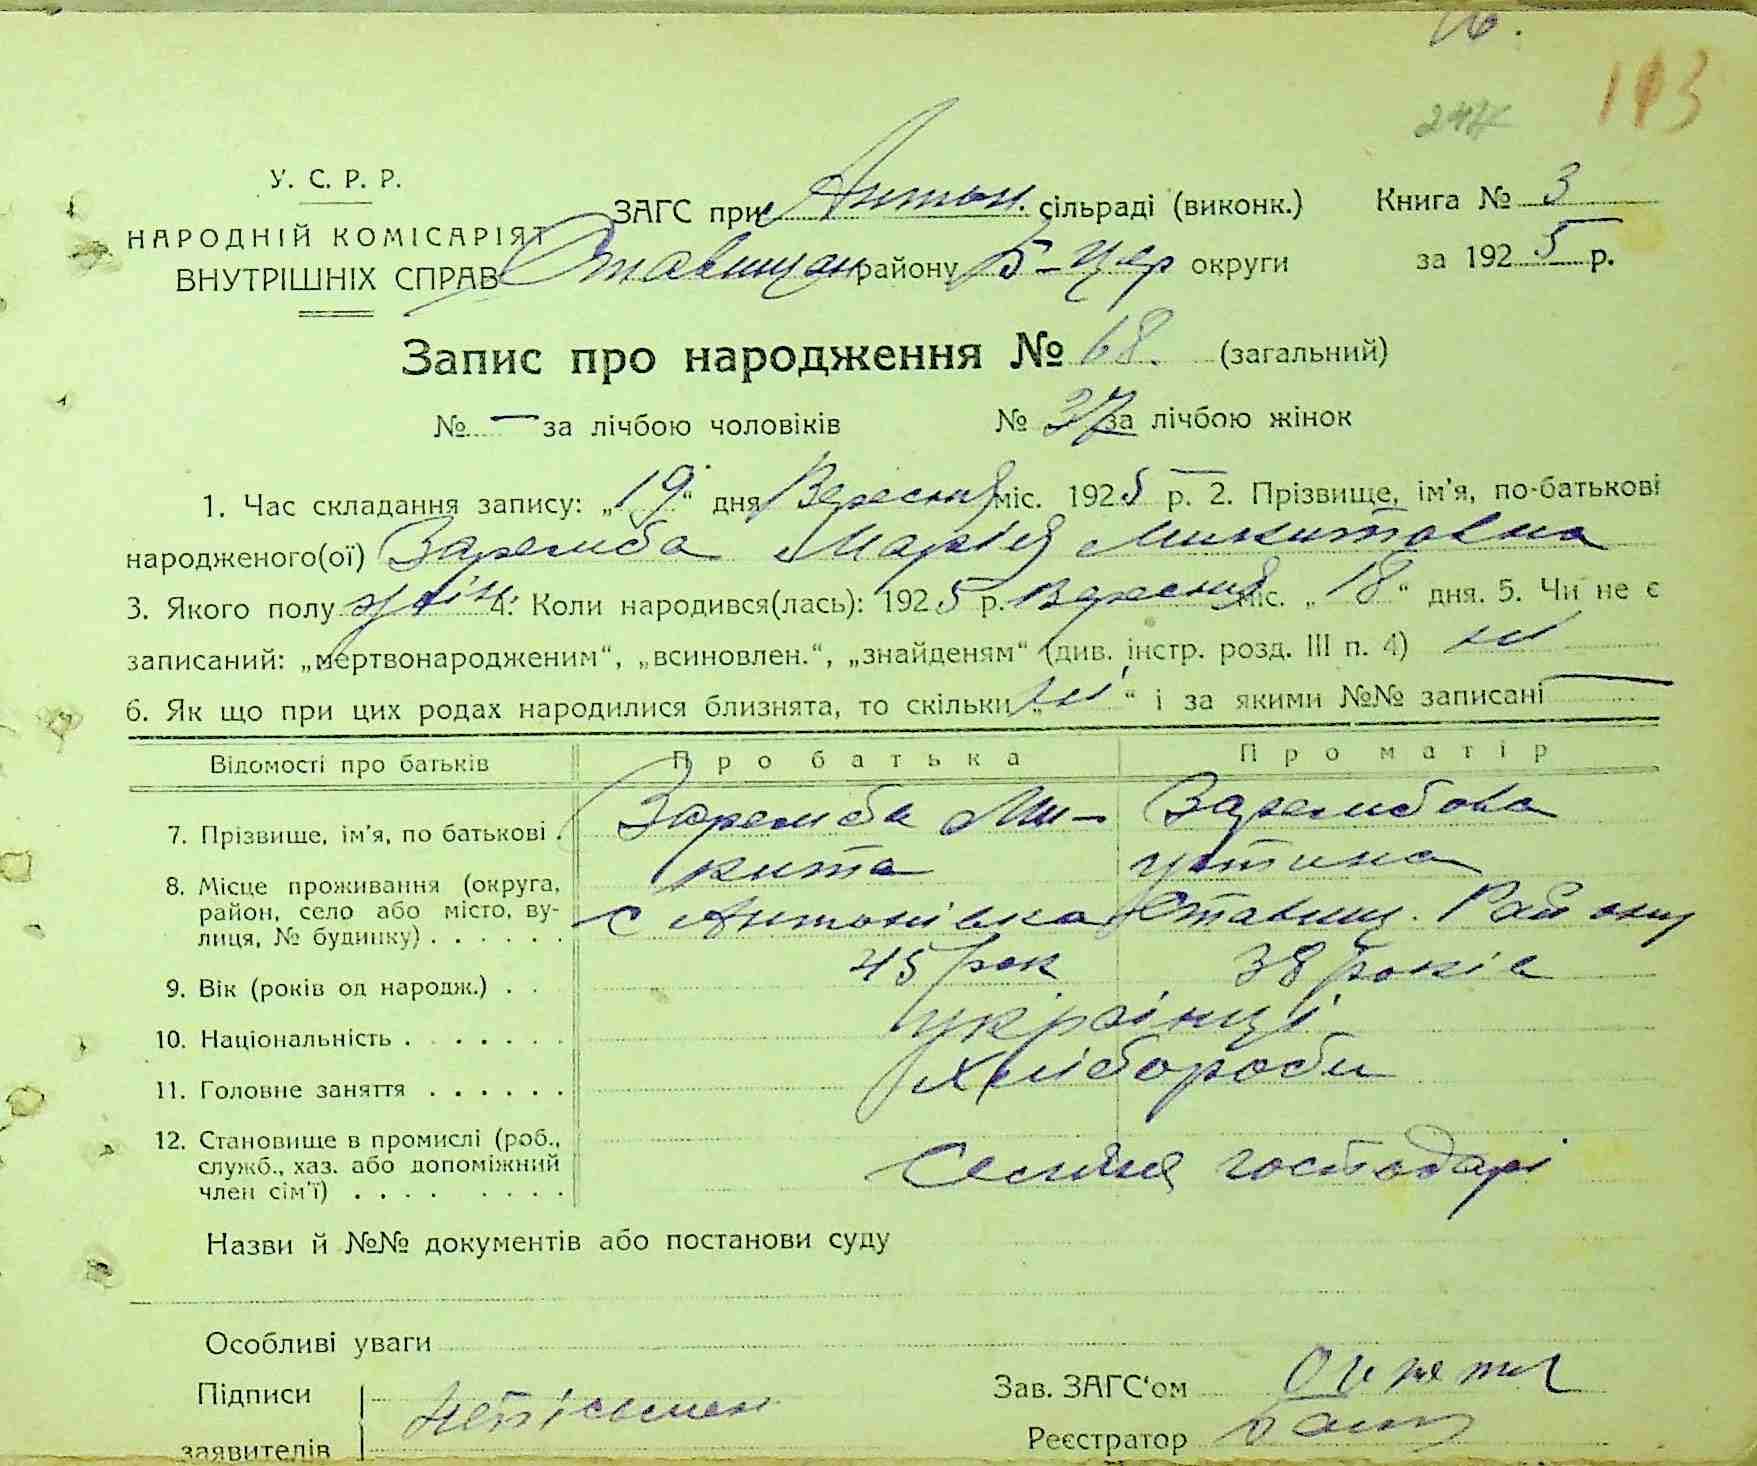 113
У. С. Р. Р.
НАРОДНІЙ КОМІСАРІЯТ
ВНУТРІШНІХ СПРАВ
ЗАГС при Антон. сільраді (виконк.) Книга № 3
Ставищан району Б-Цер округи за 1925 р.
Запис про народження № 68. (загальний)
№ — за лічбою чоловіків № 37 за лічбою жінок
1. Час складання запису: „19“ дня Вересня міс. 1925 р. 2. Прізвище, ім'я, по-батькові
народженого(ої) Заремба Марія Микитовна
3. Якого полу жін. 4. Коли народився(лась): 1925 р. Вересня міс. „18“ дня. 5. Чи не є
записаний: „мертвонародженим“, „всиновлен.“, „знайденям“ (див. інстр. розд. III п. 4) ні
6. Як що при цих родах народилися близнята, то скільки „ні“ і за якими №№ записані —
Відомості про батьків Про батька Про матір
7. Прізвище, ім'я, по батькові . Заремба Ми- Зарембова
кита Устина
8. Місце проживання (округа,
район, село або місто, ву-
лиця, № будинку) . . . . . . с Антонівка Ставищ. Району
9. Вік (років од народж.) . . 45 рок 38 років
10. Національність . . . . . . . українці
11. Головне заняття . . . . . . Хлібороби
12. Становище в промислі (роб.,
служб., хаз. або допоміжний
член сім'ї) . . . . . . . . Сельмя господарі
Назви й №№ документів або постанови суду
Особливі уваги
Підписи
заявителів
непісьмен
Зав. ЗАГС'ом
Реєстратор